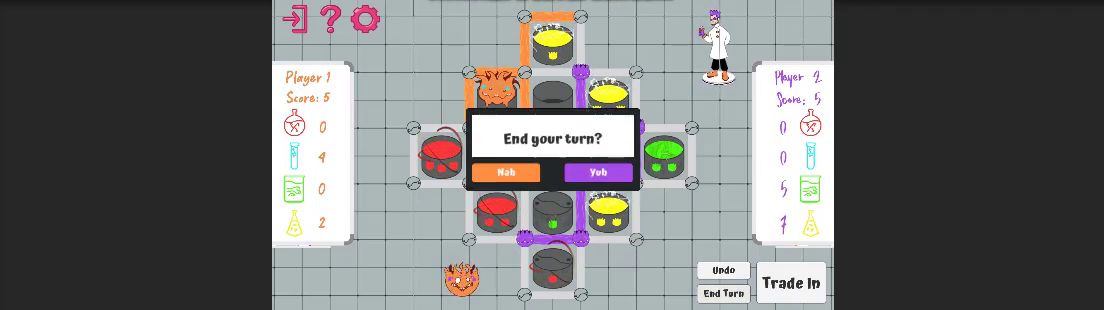 ?
Player 1
Score: 5
0
4
0
2
Player 2
Score: 5
0
0
5
7
End your turn?
Nah
Yuh
Undo
End Turn
Trade In